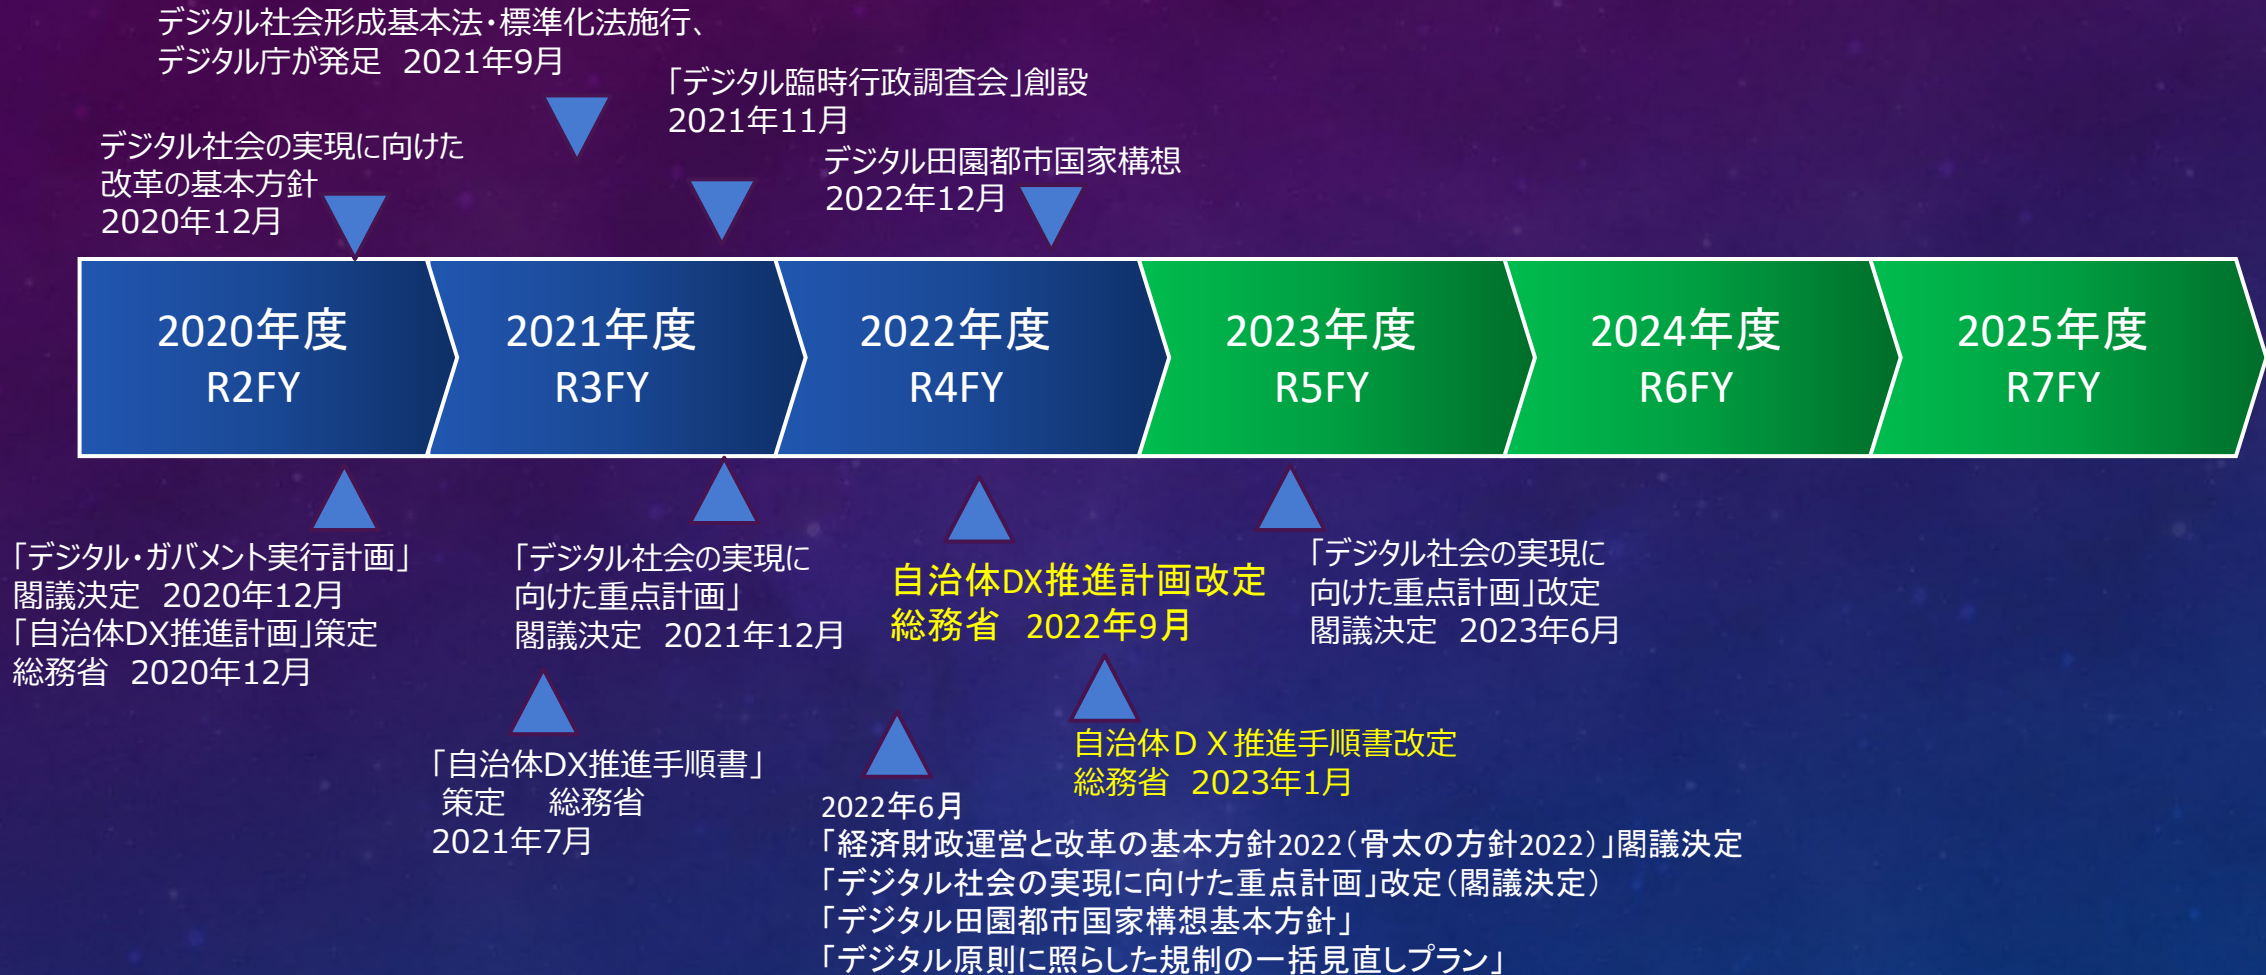 デジタル社会形成基本法・標準化法施行、
デジタル庁が発足　2021年9月
「デジタル臨時行政調査会」創設
2021年11月
デジタル社会の実現に向けた
改革の基本方針
2020年12月
デジタル田園都市国家構想
2022年12月
2020年度
R2FY
2021年度
R3FY
2022年度
R4FY
2023年度
R5FY
2024年度
R6FY
2025年度
R7FY
「デジタル・ガバメント実行計画」
閣議決定　2020年12月
「自治体DX推進計画」策定
総務省　2020年12月
「デジタル社会の実現に
向けた重点計画」
閣議決定　2021年12月
自治体DX推進計画改定
総務省　2022年9月
「デジタル社会の実現に
向けた重点計画」改定
閣議決定　2023年6月
「自治体DX推進手順書」
策定　総務省
2021年7月
自治体ＤＸ推進手順書改定
総務省　2023年1月
2022年6月
「経済財政運営と改革の基本方針2022（骨太の方針2022）」閣議決定
「デジタル社会の実現に向けた重点計画」改定（閣議決定）
「デジタル田園都市国家構想基本方針」
「デジタル原則に照らした規制の一括見直しプラン」